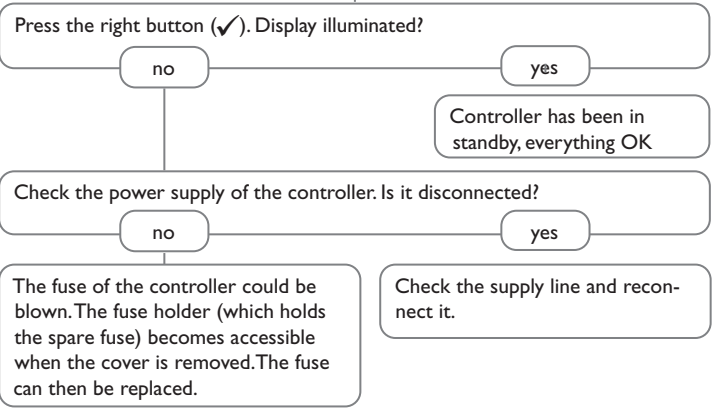 Press the right button (✓). Display illuminated?
no
yes
Controller has been in
standby, everything OK
Check the power supply of the controller. Is it disconnected?
no
yes
The fuse of the controller could be
blown. The fuse holder (which holds
the spare fuse) becomes accessible
when the cover is removed. The fuse
can then be replaced.
Check the supply line and recon-
nect it.